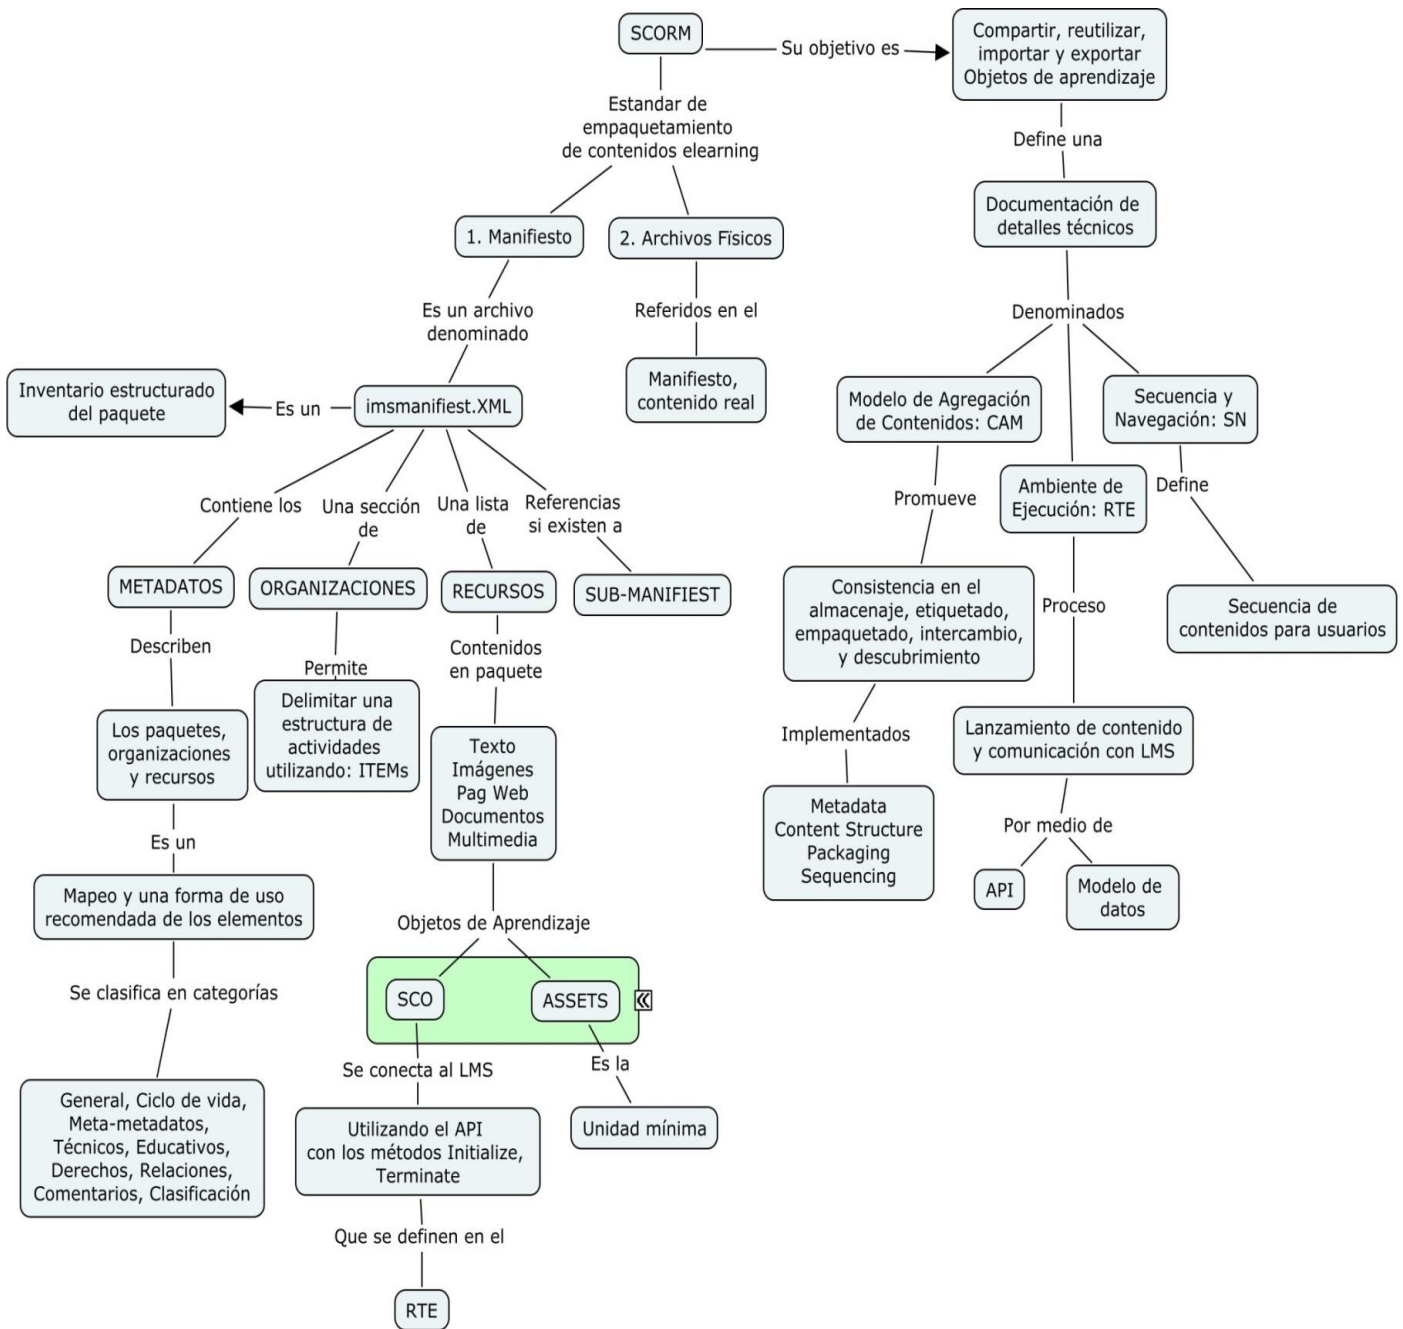 SCORM
Su objetivo es
Compartir, reutilizar,
importar y exportar
Objetos de aprendizaje
Estandar de
empaquetamiento
de contenidos elearning
Define una
1. Manifiesto
2. Archivos Fïsicos
Documentación de
detalles técnicos
Es un archivo
denominado
Referidos en el
Denominados
Inventario estructurado
del paquete
Es un
imsmanifiest.XML
Manifiesto,
contenido real
Modelo de Agregación
de Contenidos: CAM
Secuencia y
Navegación: SN
Contiene los
Una sección
de
Una lista
de
Referencias
si existen a
Promueve
Ambiente de
Ejecución: RTE
Define
METADATOS
ORGANIZACIONES
RECURSOS
SUB-MANIFIEST
Consistencia en el
almacenaje, etiquetado,
empaquetado, intercambio,
y descubrimiento
Proceso
Secuencia de
contenidos para usuarios
Describen
Permite
Contenidos
en paquete
Los paquetes,
organizaciones
y recursos
Delimitar una
estructura de
actividades
utilizando: ITEMs
Texto
Imágenes
Pag Web
Documentos
Multimedia
Implementados
Lanzamiento de contenido
y comunicación con LMS
Es un
Metadata
Content Structure
Packaging
Sequencing
Por medio de
API
Modelo de
datos
Mapeo y una forma de uso
recomendada de los elementos
Objetos de Aprendizaje
Se clasifica en categorías
SCO
ASSETS
Se conecta al LMS
Es la
General, Ciclo de vida,
Meta-metadatos,
Técnicos, Educativos,
Derechos, Relaciones,
Comentarios, Clasificación
Utilizando el API
con los métodos Initialize,
Terminate
Unidad mínima
Que se definen en el
RTE